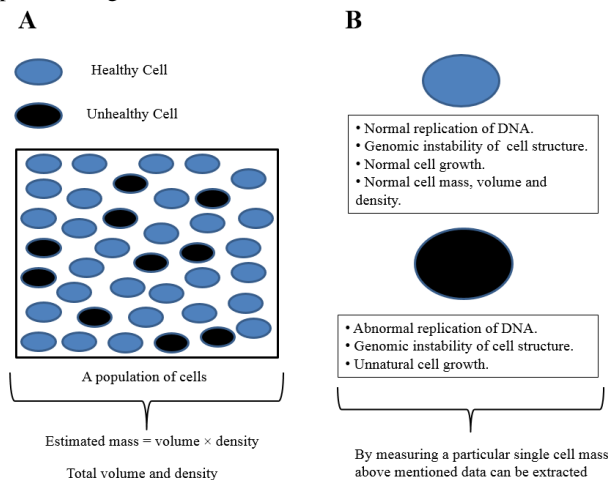 A
Healthy Cell
Unhealthy Cell
A population of cells
Estimated mass = volume × density
Total volume and density
B
• Normal replication of DNA.
• Genomic instability of cell structure.
• Normal cell growth.
• Normal cell mass, volume and
density.
• Abnormal replication of DNA.
• Genomic instability of cell structure.
• Unnatural cell growth.
By measuring a particular single cell mass
above mentioned data can be extracted